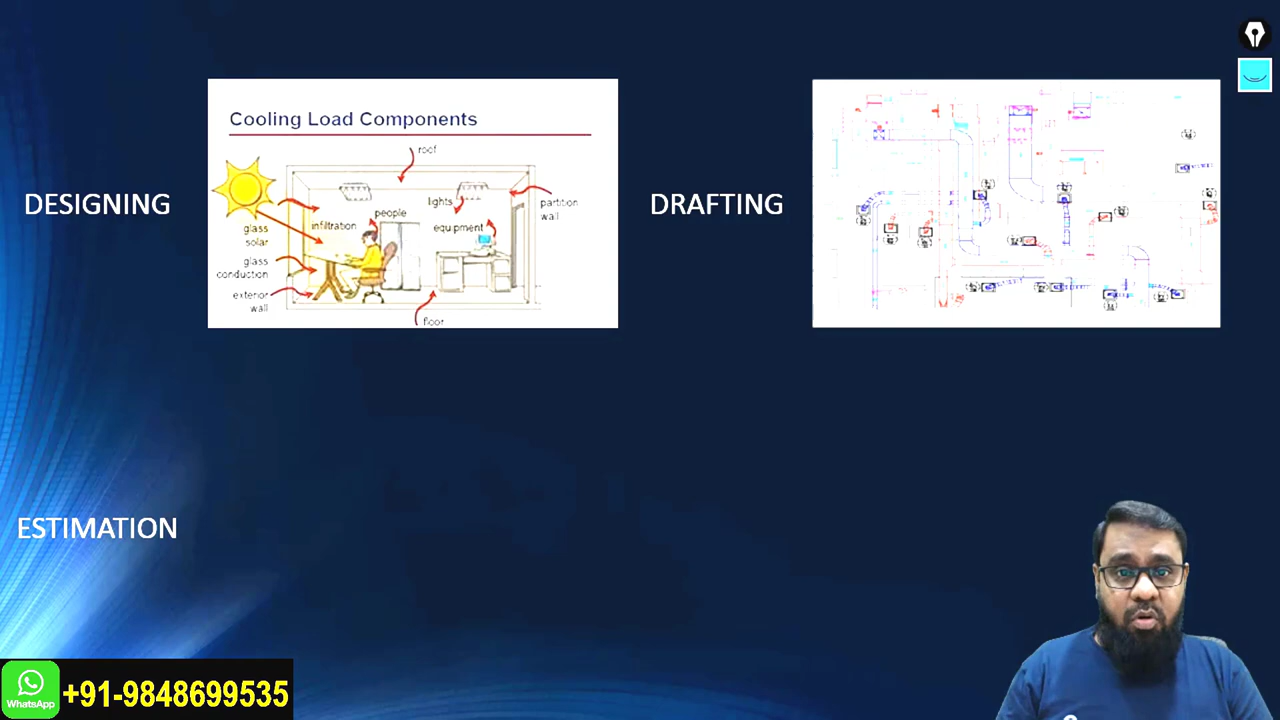 DESIGNING
Cooling Load Components
roof
lights
people
infiltration
equipment
partition
wall
glass
solar
glass
conduction
exterior
wall
floor
DRAFTING
ESTIMATION
WhatsApp
+91-9848699535